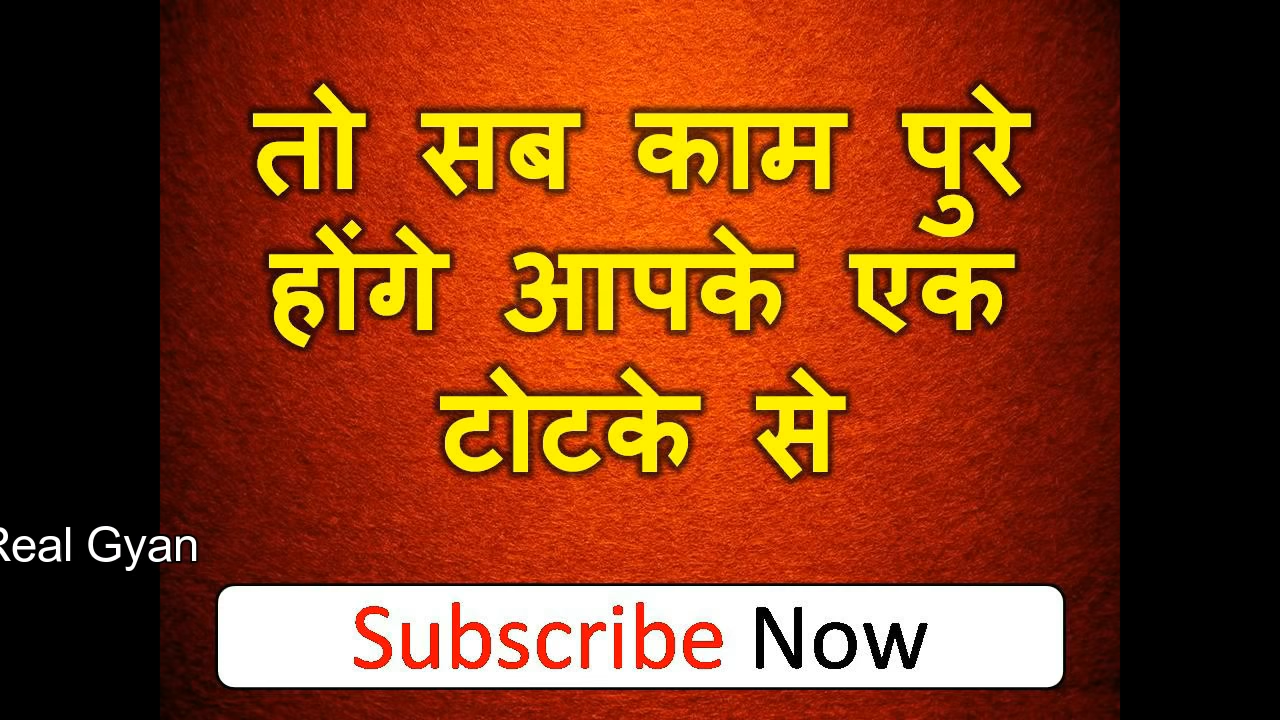 तो सब काम पुरे
होंगे आपके एक
टोटके से
Real Gyan
Subscribe Now